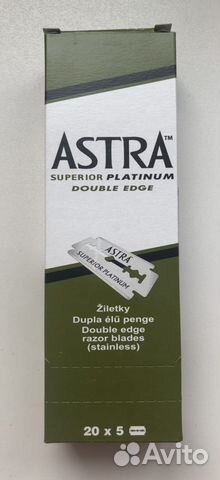 ASTRA™
SUPERIOR PLATINUM
DOUBLE EDGE
ASTRA
SUPERIOR PLATINUM
Žiletky
Dupla élű penge
Double edge
razor blades
(stainless)
20 x 5
Avito